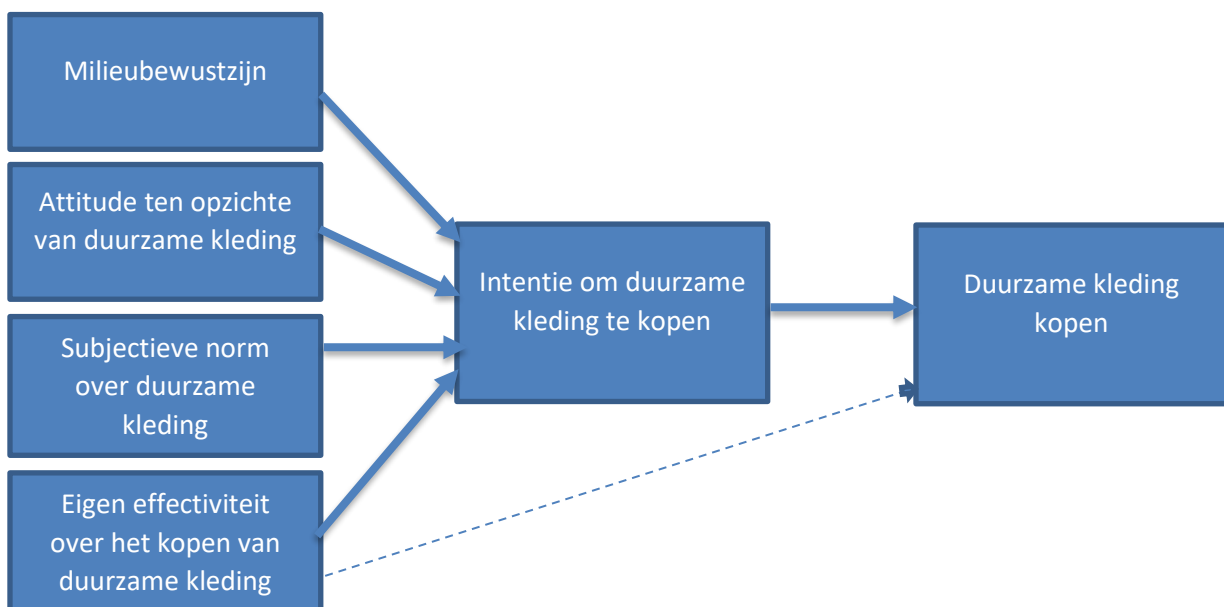 Milieubewustzijn
Attitude ten opzichte
van duurzame kleding
Subjectieve norm
over duurzame
kleding
Eigen effectiviteit
over het kopen van
duurzame kleding
Intentie om duurzame
kleding te kopen
Duurzame kleding
kopen